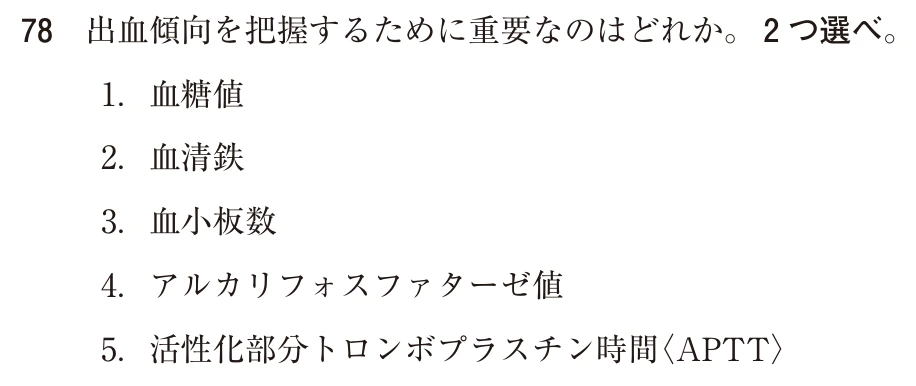 78 出血傾向を把握するために重要なのはどれか。 2つ選べ。
1. 血糖値
2. 血清鉄
3. 血小板数
4. アルカリフォスファターゼ値
5. 活性化部分トロンボプラスチン時間〈APTT〉